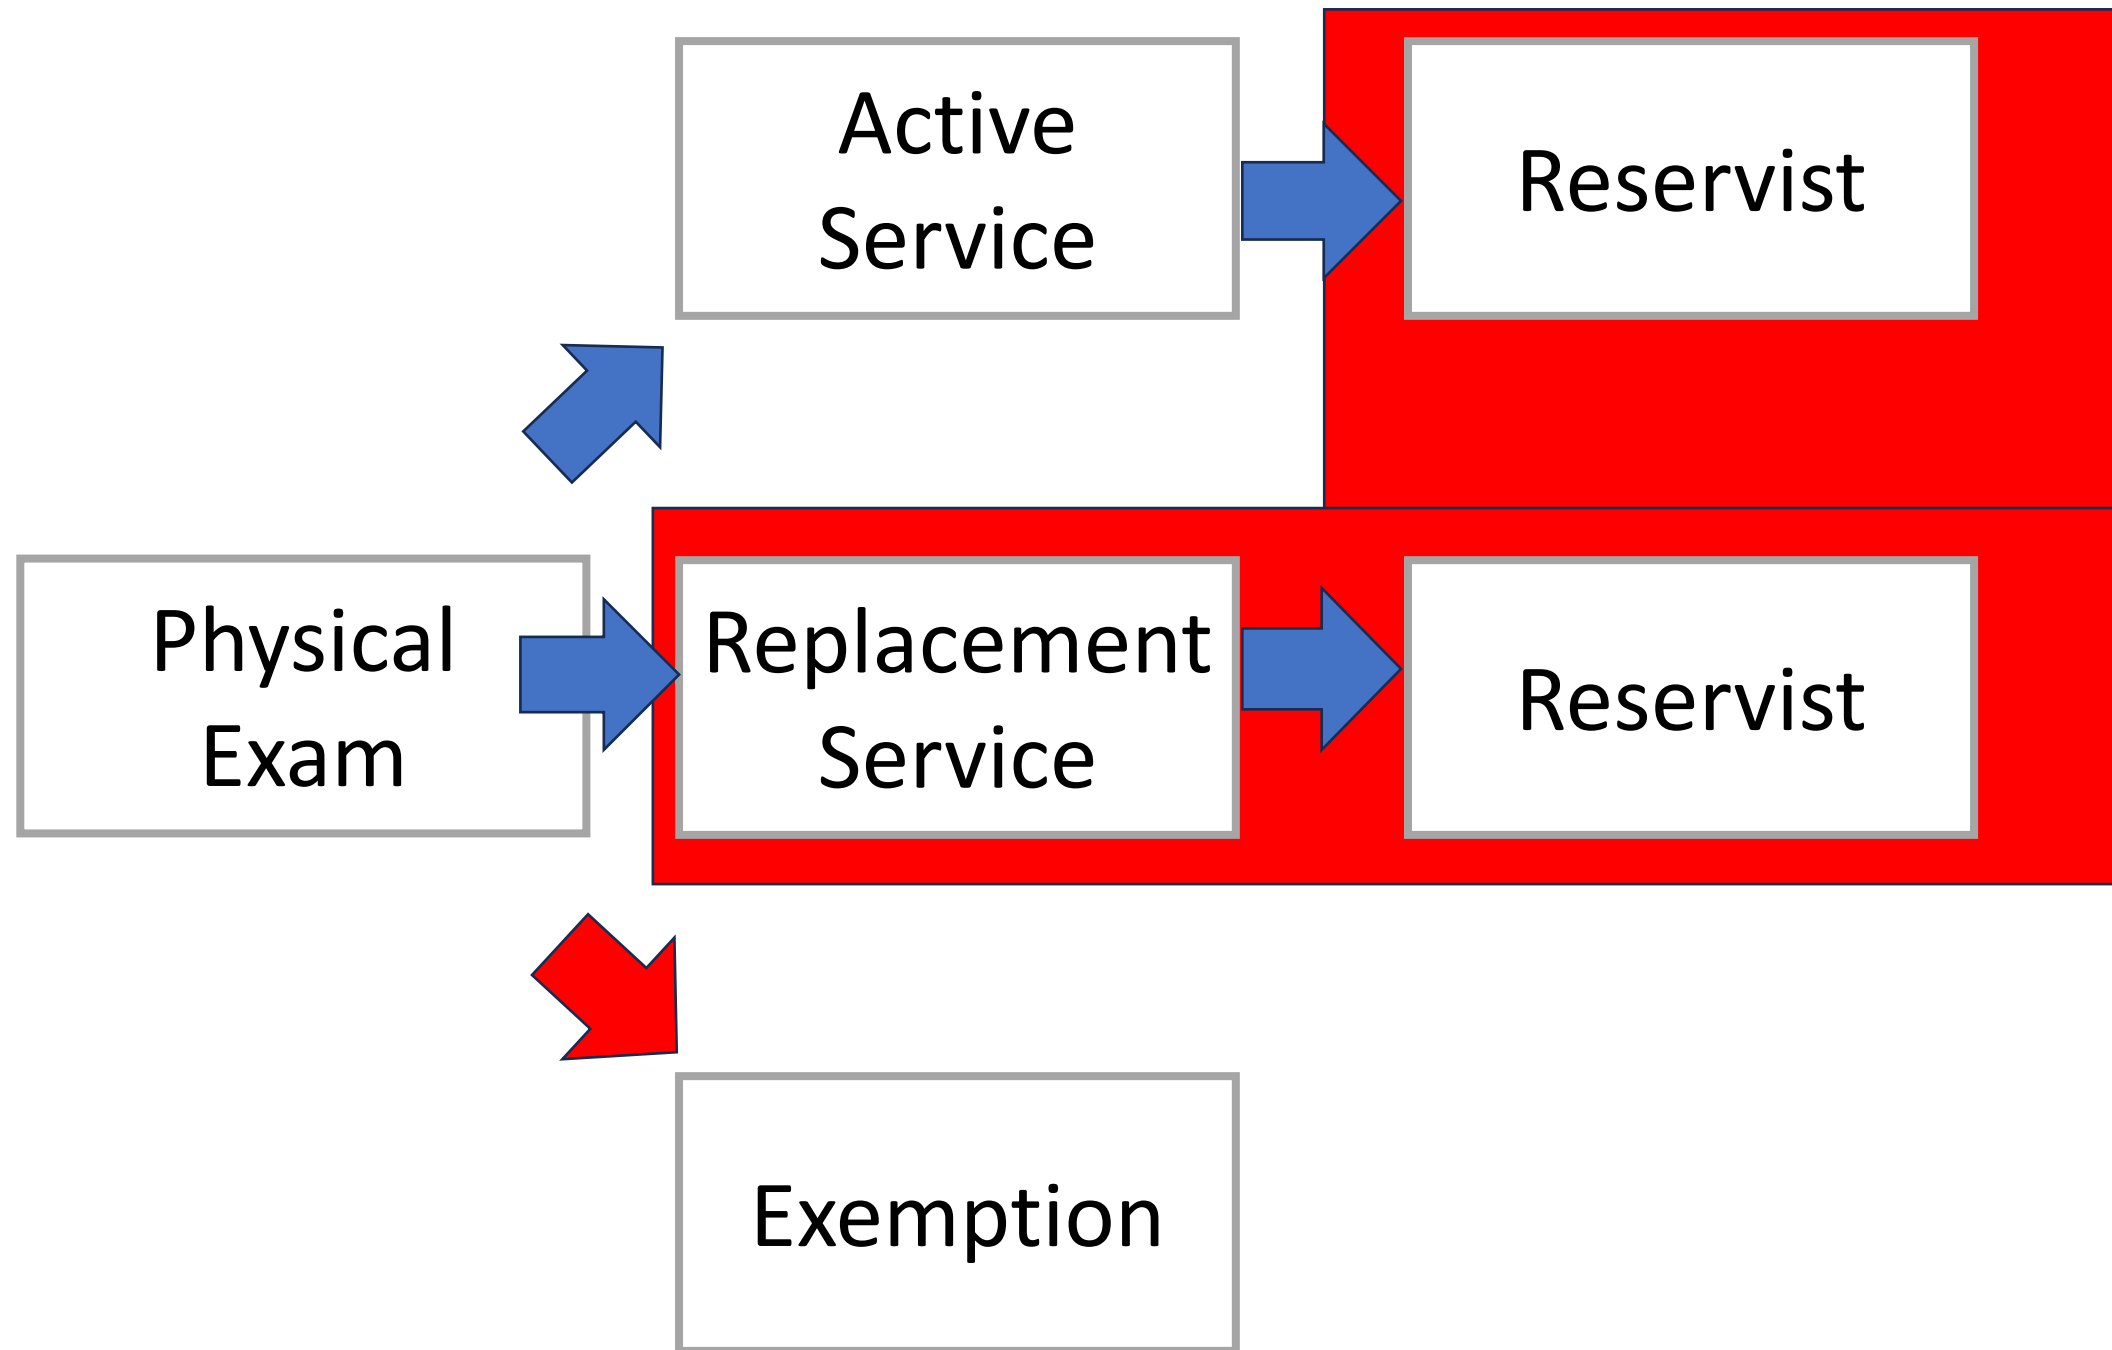 Active
Service
Reservist
Physical
Exam
Replacement
Service
Reservist
Exemption